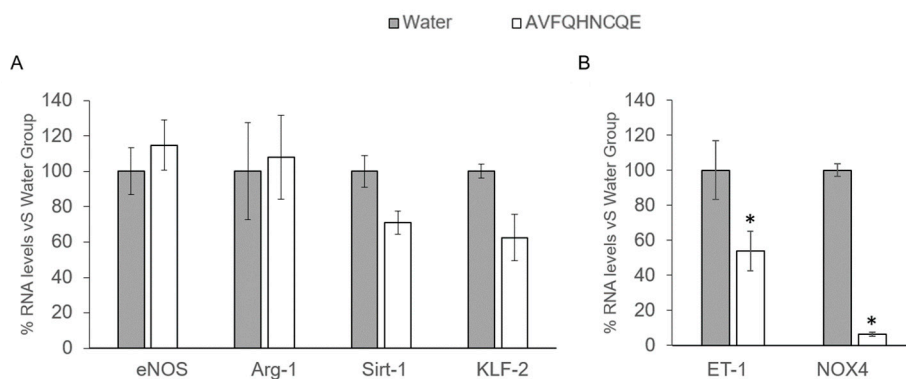 Water AVFQHNCQE
A
% RNA levels vS Water Group
140
120
100
80
60
40
20
0
eNOS Arg-1 Sirt-1 KLF-2
B
% RNA levels vS Water Group
140
120
100
80
60
40
20
0
*
*
ET-1 NOX4